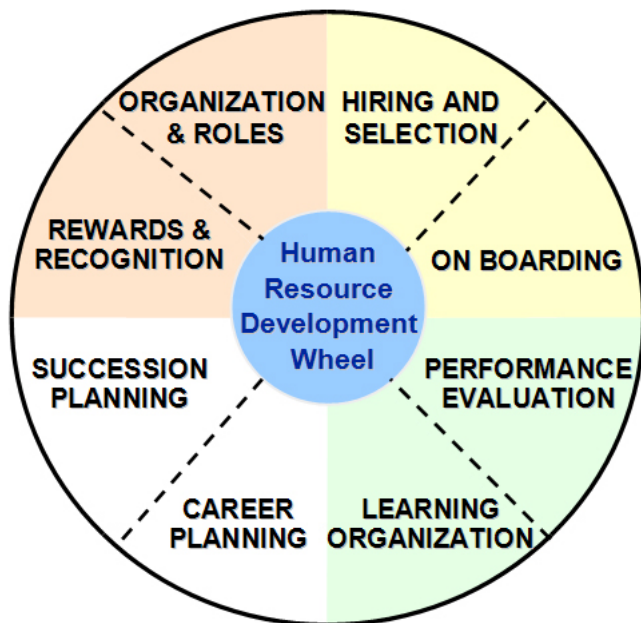 ORGANIZATION
& ROLES
HIRING AND
SELECTION
REWARDS &
RECOGNITION
Human
Resource
Development
Wheel
ON BOARDING
SUCCESSION
PLANNING
PERFORMANCE
EVALUATION
CAREER
PLANNING
LEARNING
ORGANIZATION